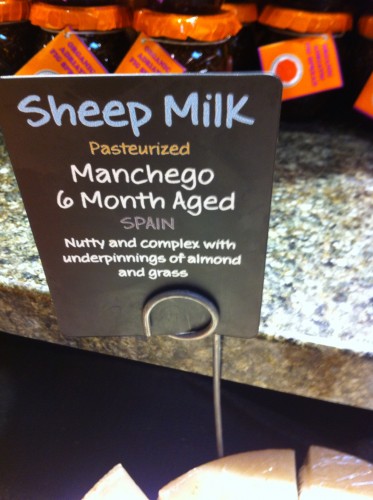 Sheep Milk
Pasteurized
Manchego
6 Month Aged
SPAIN
Nutty and complex with
underpinnings of almond
and grass